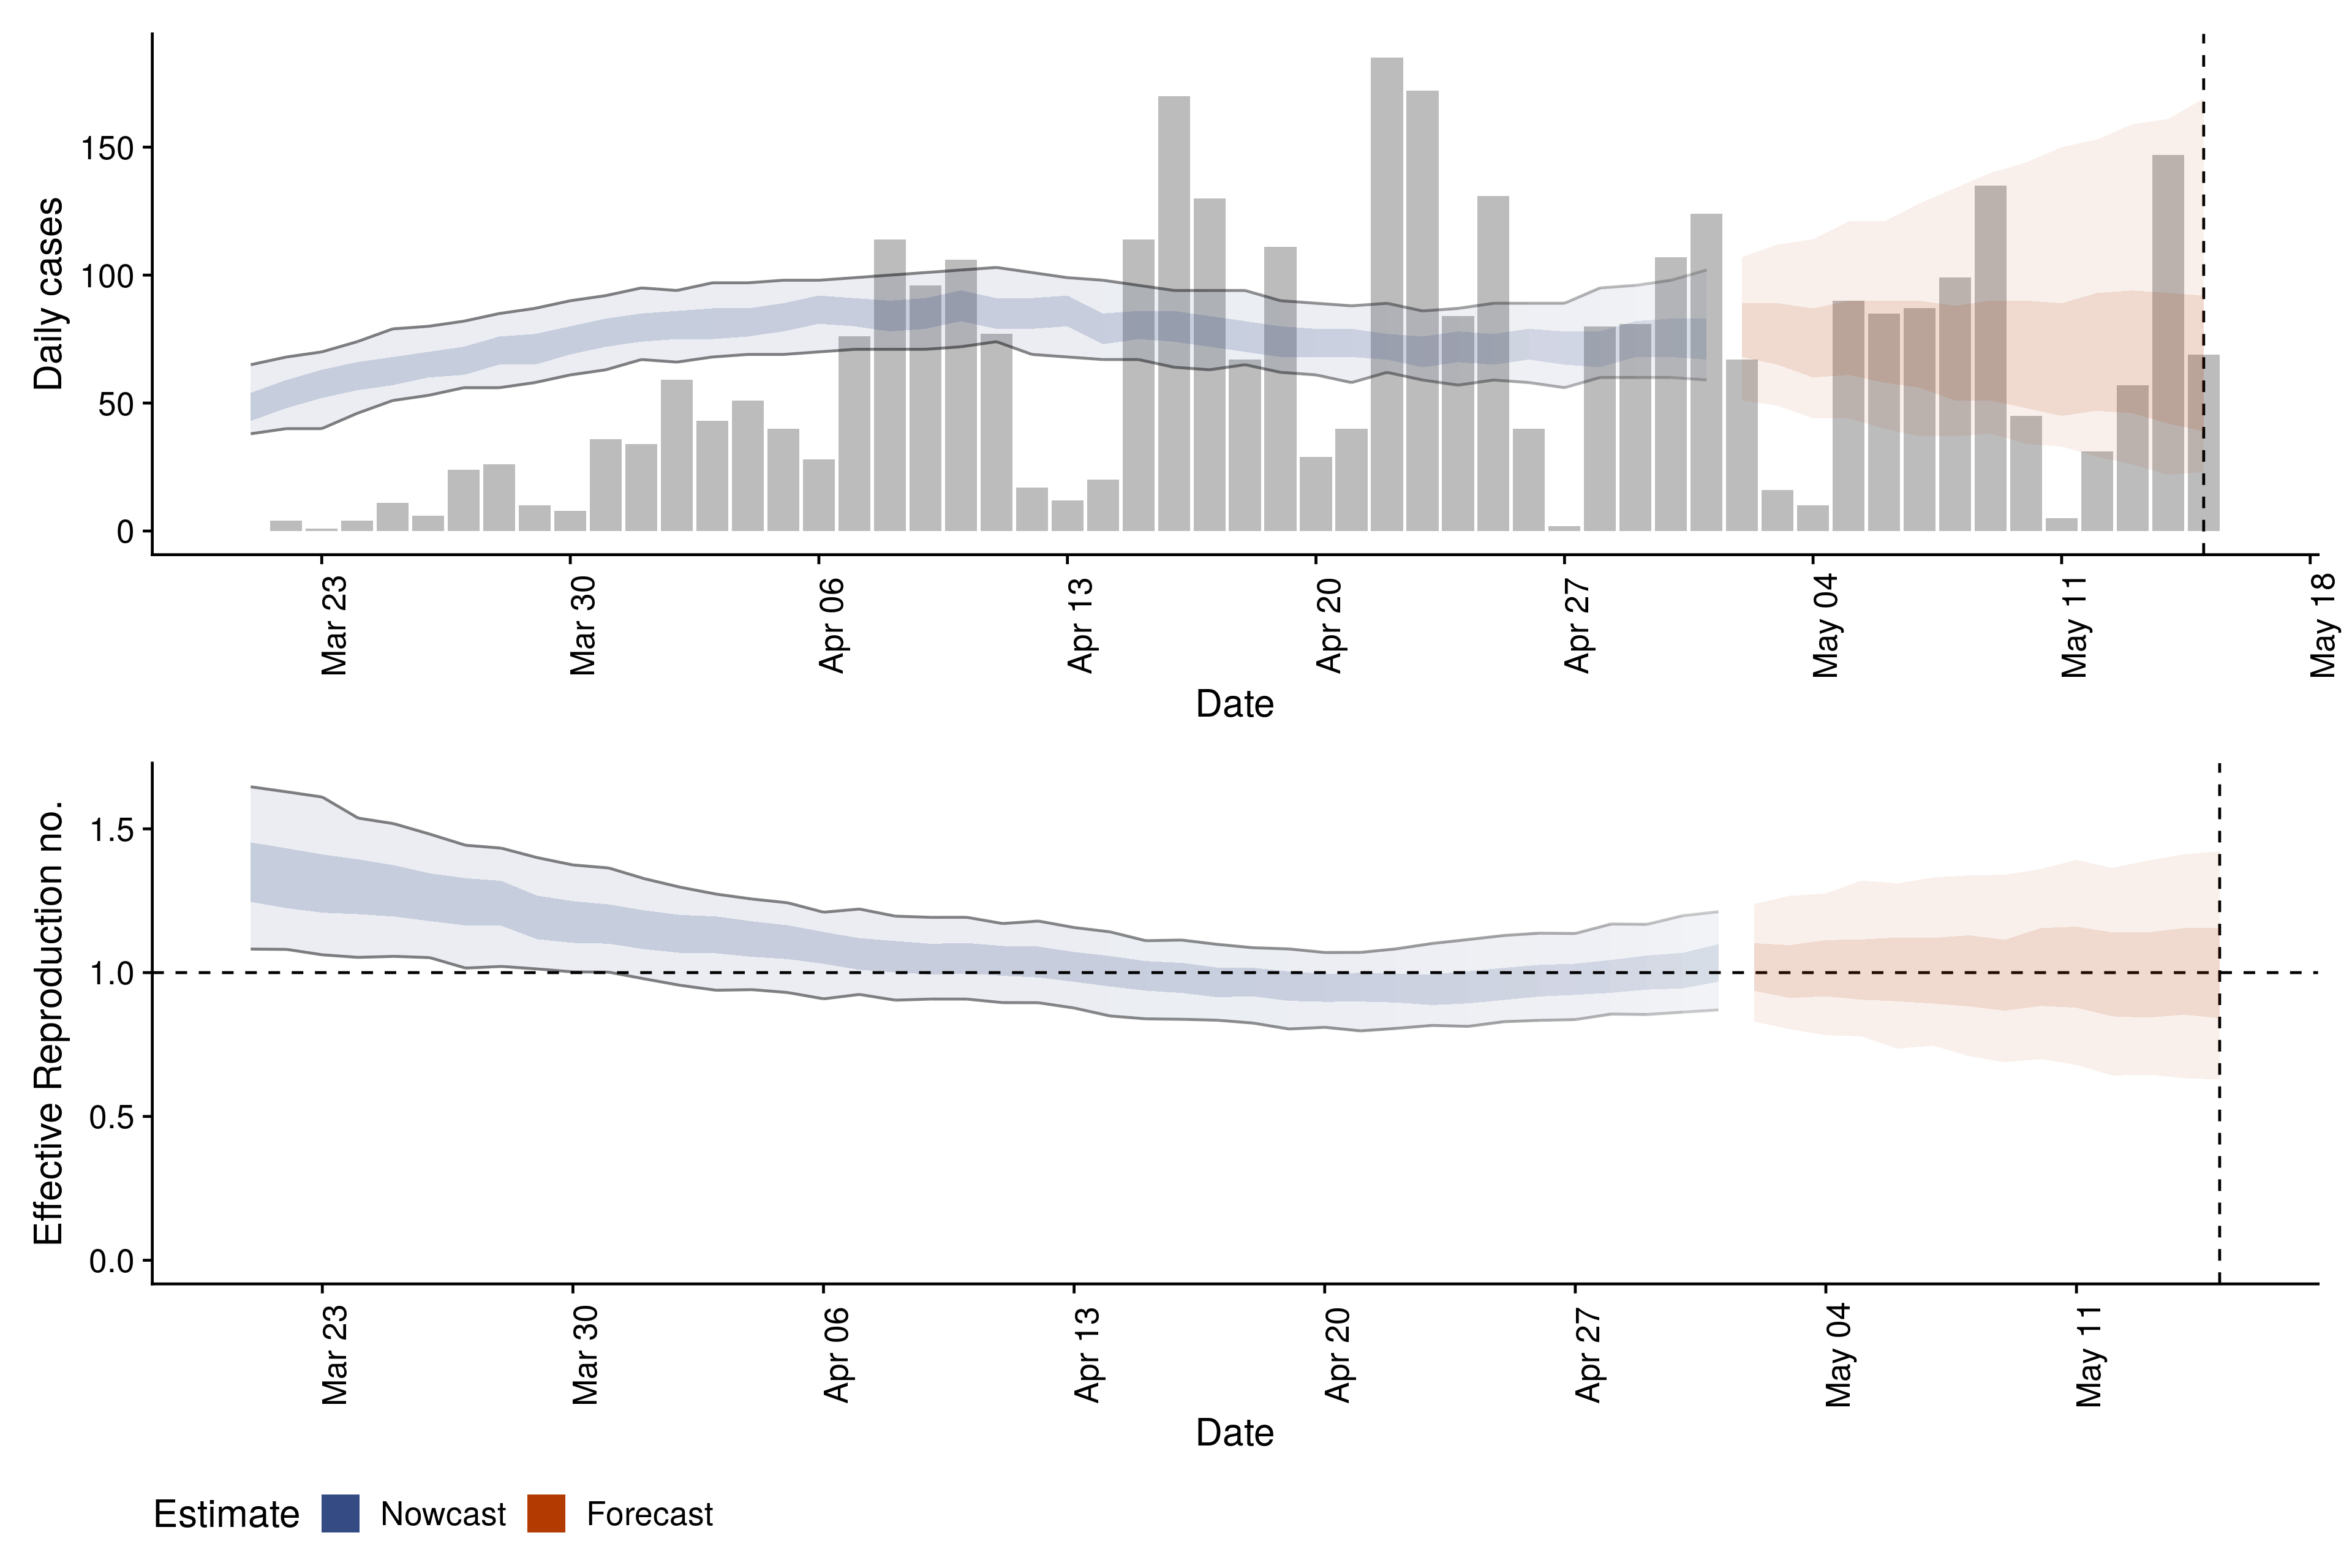 Daily cases
150
100
50
0
Mar 23
Mar 30
Apr 06
Apr 13
Apr 20
Apr 27
May 04
May 11
May 18
Date
Effective Reproduction no.
1.5
1.0
0.5
0.0
Mar 23
Mar 30
Apr 06
Apr 13
Apr 20
Apr 27
May 04
May 11
Date
Estimate Nowcast Forecast